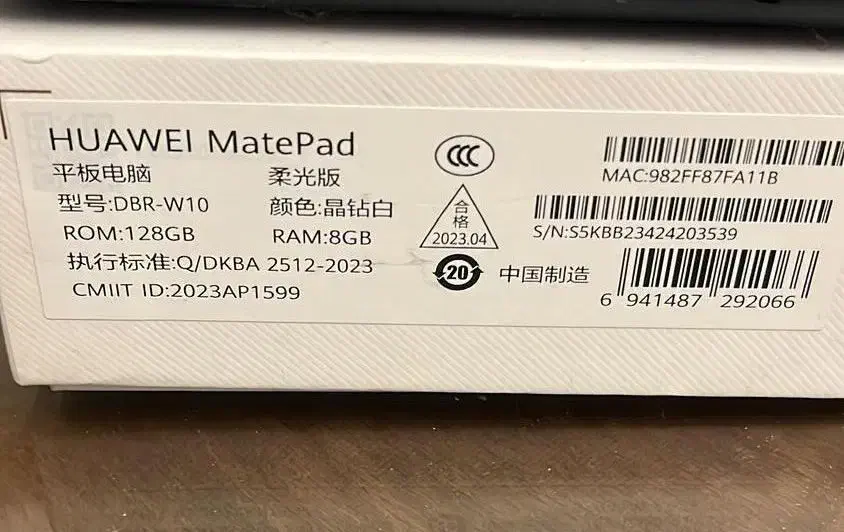 HUAWEI MatePad
平板电脑 柔光版
型号:DBR-W10 颜色:晶钻白
ROM:128GB RAM:8GB
执行标准:Q/DKBA 2512-2023
CMIIT ID:2023AP1599
CCC
合格
2023.04
20
中国制造
MAC:982FF87FA11B
S/N:S5KBB23424203539
6 941487 292066